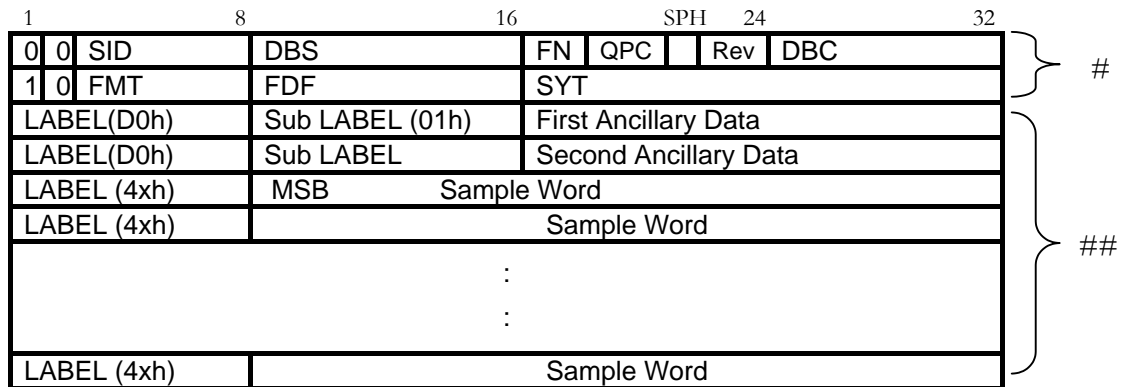 1 8 16 SPH 24 32
0 0 SID DBS FN QPC Rev DBC
#
1 0 FMT FDF SYT
LABEL(D0h) Sub LABEL (01h) First Ancillary Data
LABEL(D0h) Sub LABEL Second Ancillary Data
LABEL (4xh) MSB Sample Word
LABEL (4xh) Sample Word
##
:
:
LABEL (4xh) Sample Word